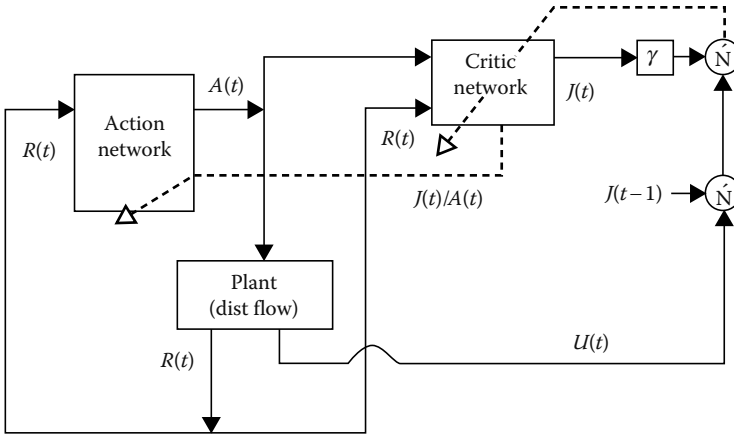 Action
network
R(t)
A(t)
Critic
network
R(t)
J(t)
γ
Ń
J(t)/A(t)
J(t−1)
Ń
Plant
(dist flow)
R(t)
U(t)